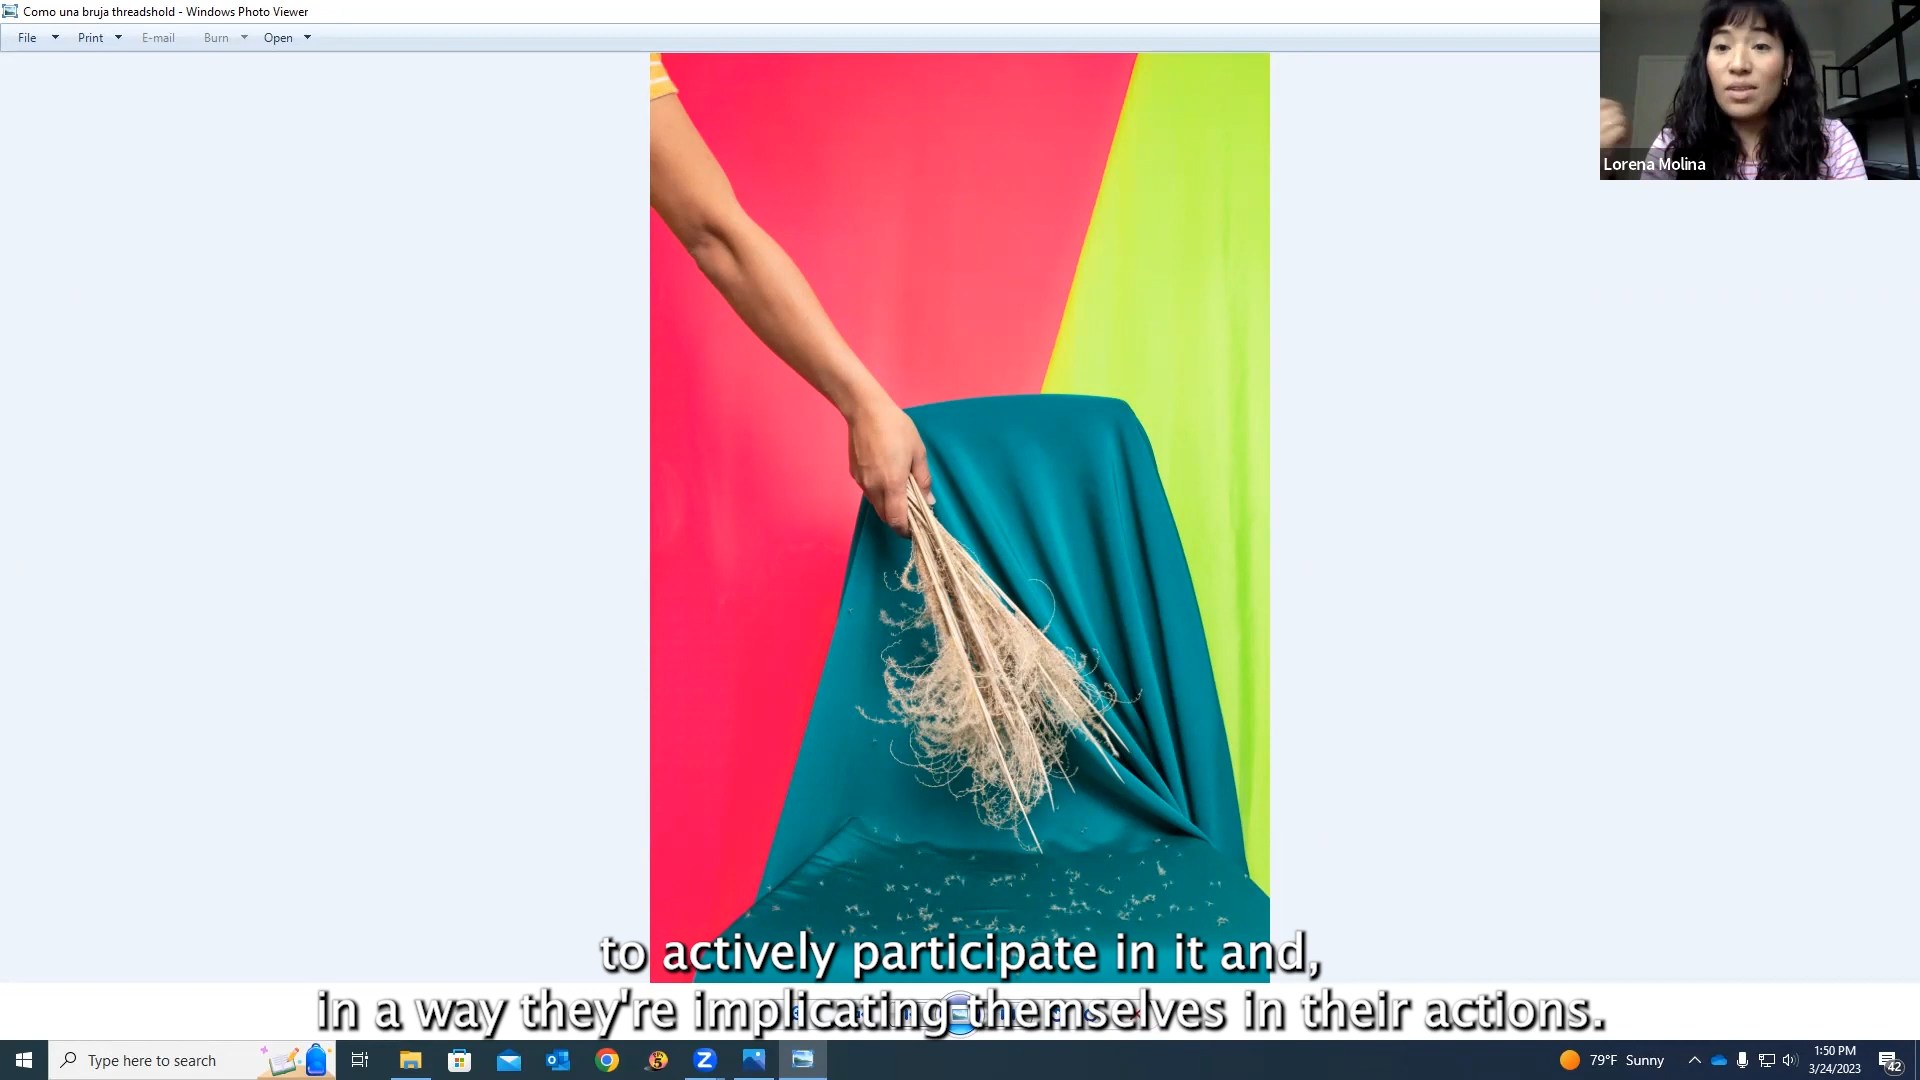 Como una bruja threadshold - Windows Photo Viewer
File Print E-mail Burn Open
Lorena Molina
to actively participate in it and,
in a way they're implicating themselves in their actions.
Type here to search
79°F Sunny
1:50 PM
3/24/2023
42